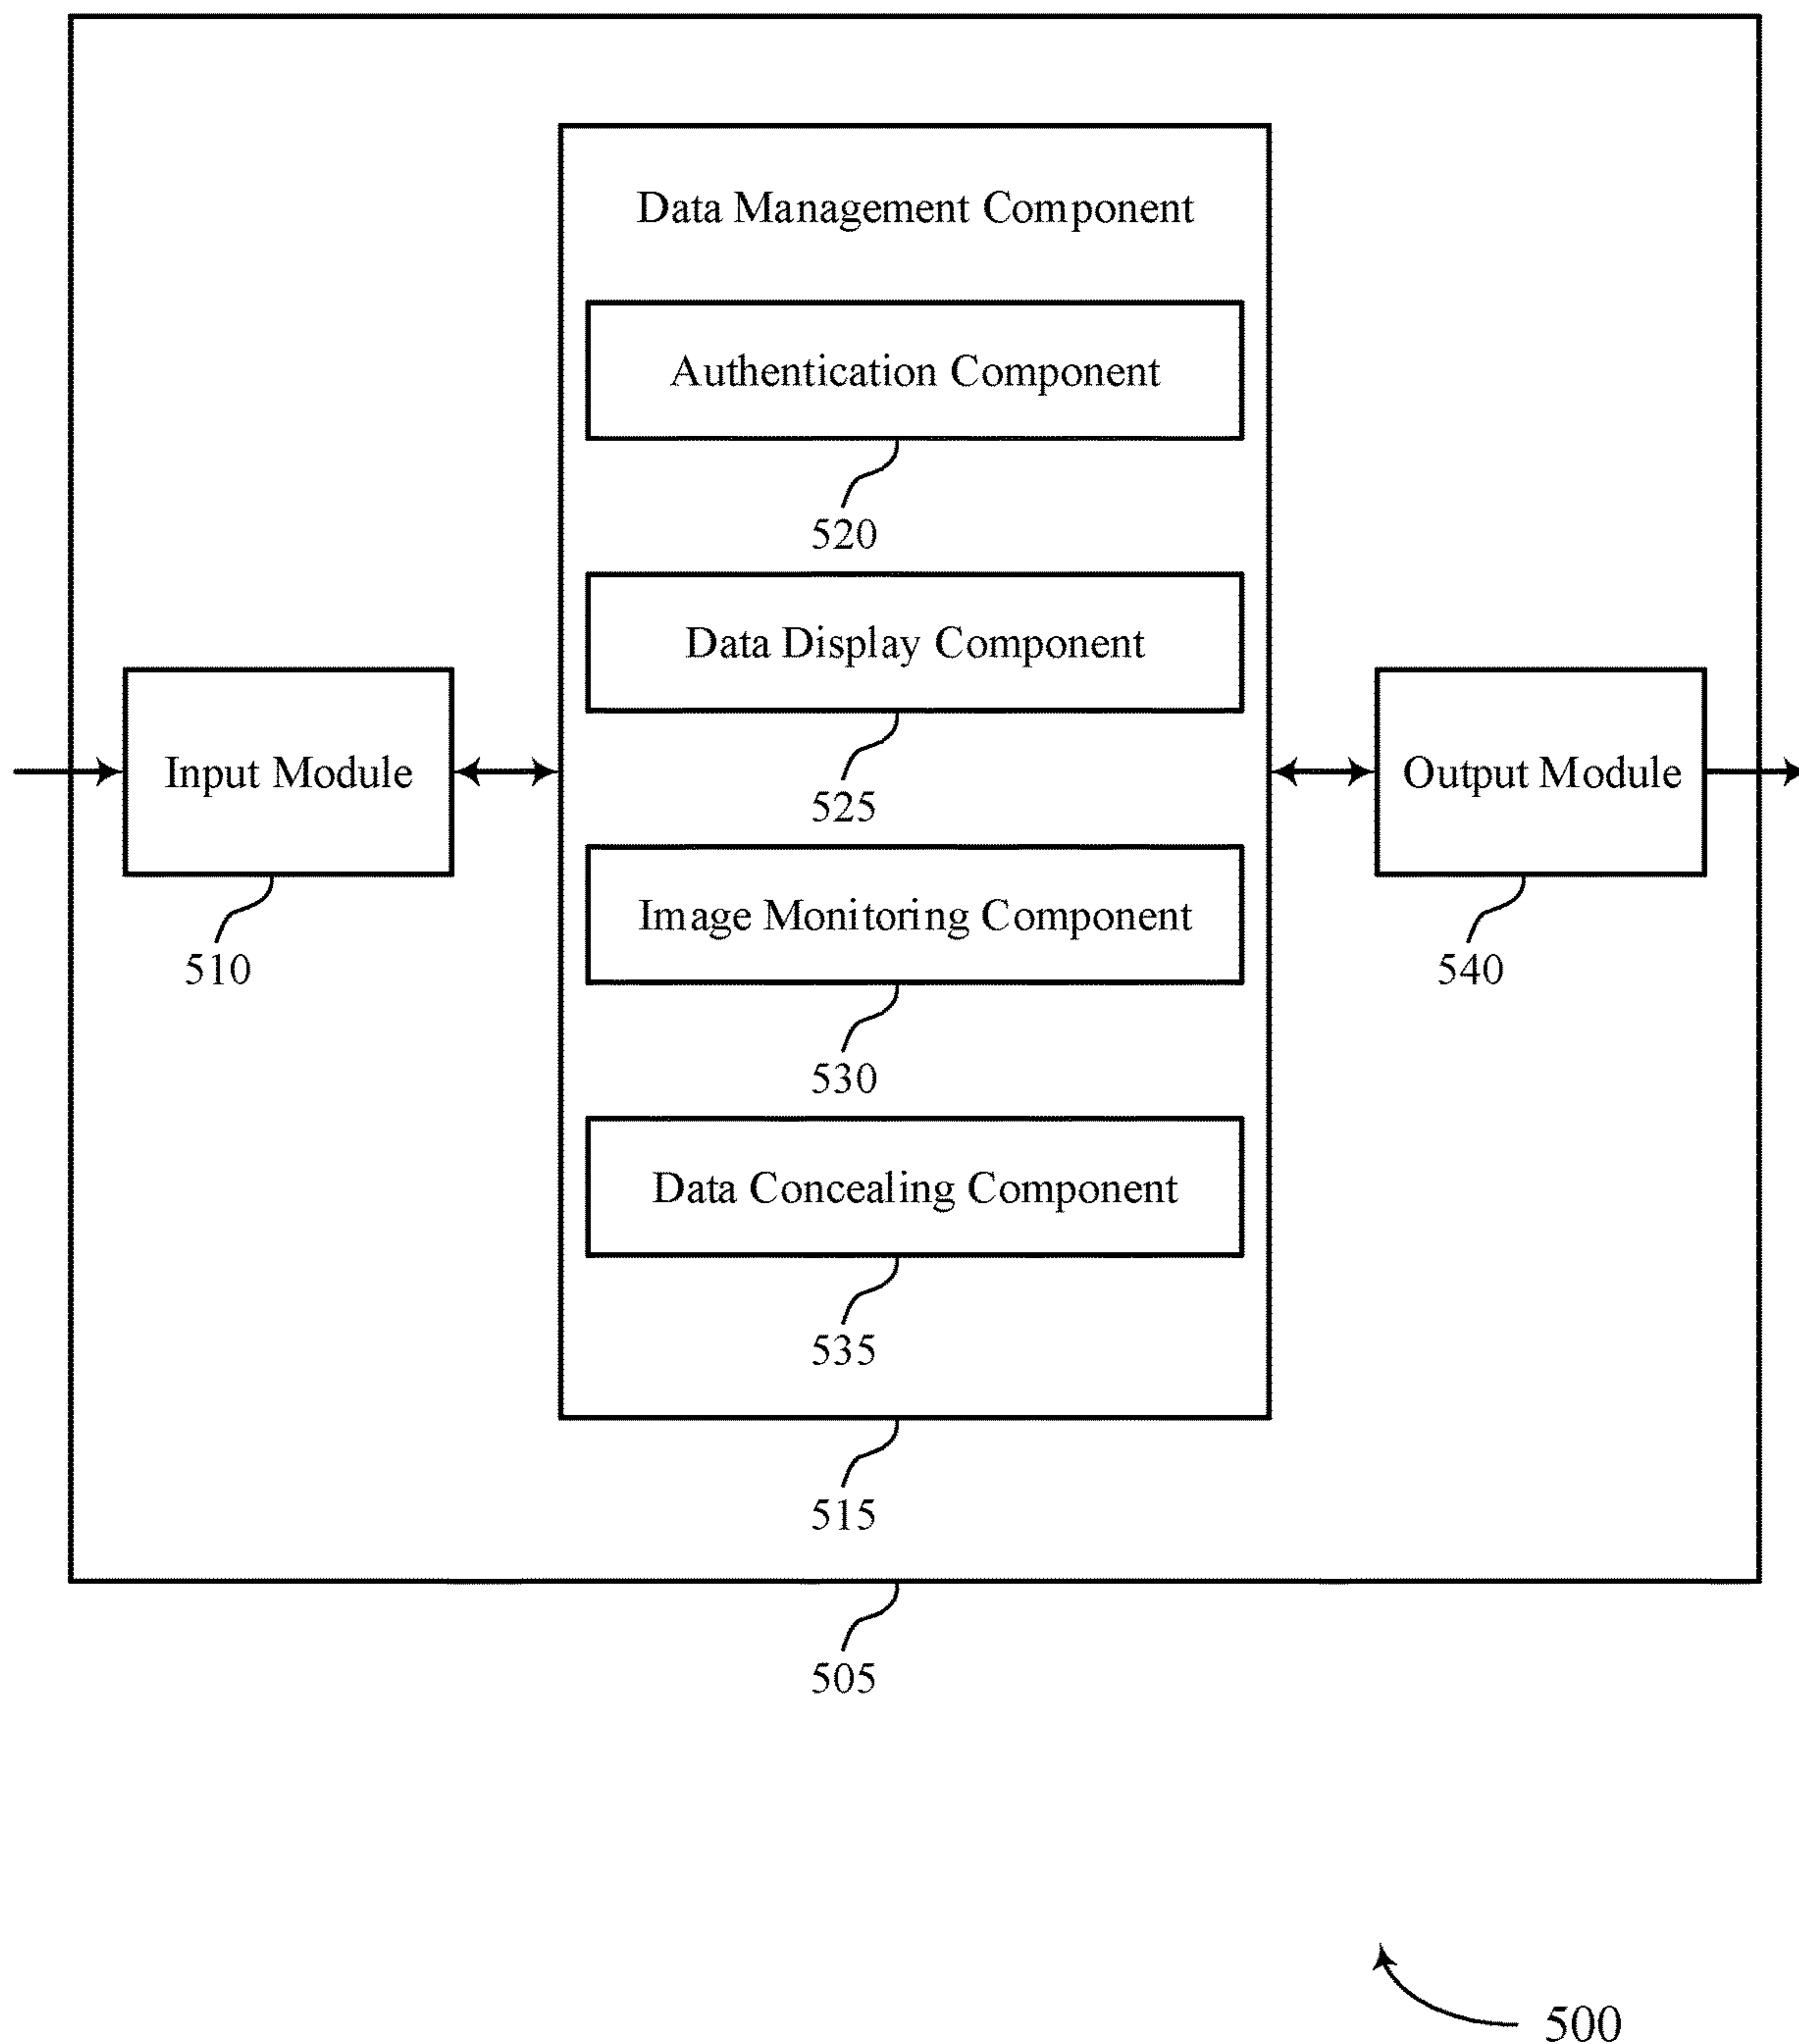 Data Management Component
Authentication Component
520
Data Display Component
525
Input Module
510
Output Module
540
Image Monitoring Component
530
Data Concealing Component
535
515
505
500